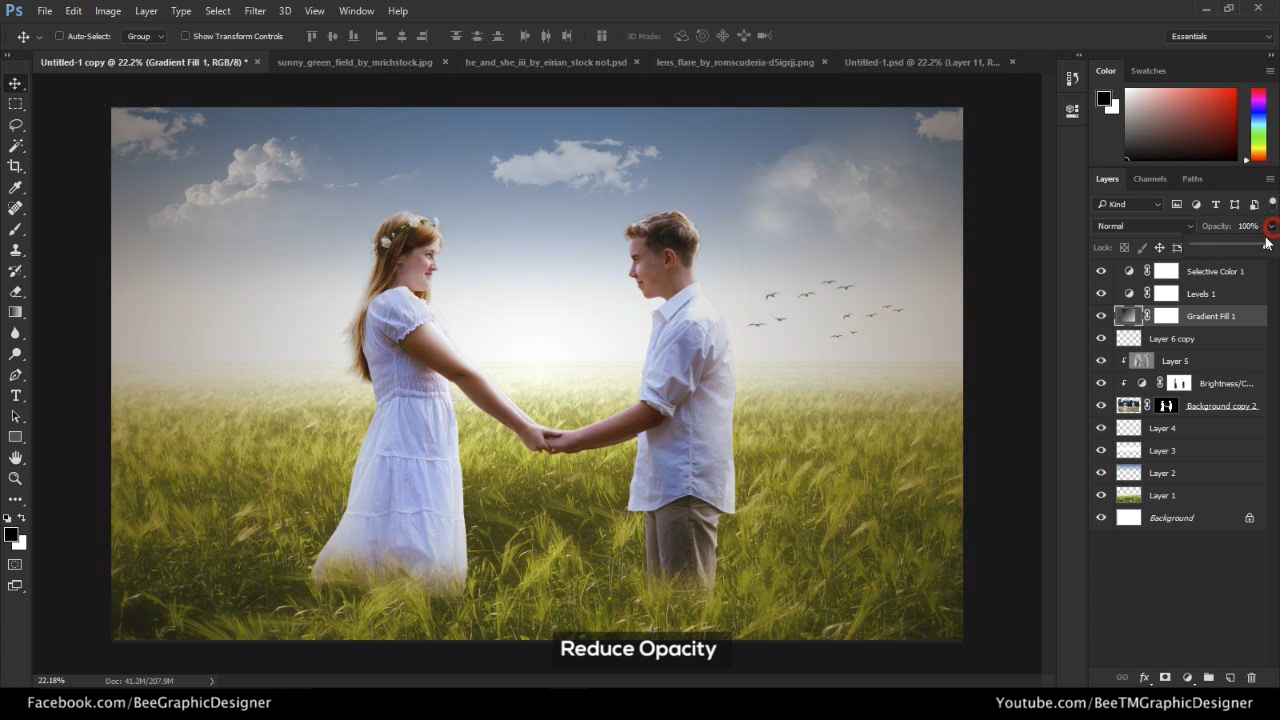 Ps File Edit Image Layer Type Select Filter 3D View Window Help
Auto-Select: Group Show Transform Controls 3D Mode: Essentials
Untitled-1 copy @ 22.2% (Gradient Fill 1, RGB/8) * × sunny_green_field_by_mrichstock.jpg × he_and_she_iii_by_eirian_stock not.psd × lens_flare_by_romscuderia-d5igrjj.png × Untitled-1.psd @ 22.2% (Layer 11, R... ×
Color Swatches
Layers Channels Paths
Kind
Normal Opacity: 100%
Lock:
Selective Color 1
Levels 1
Gradient Fill 1
Layer 6 copy
Layer 5
Brightness/C...
Background copy 2
Layer 4
Layer 3
Layer 2
Layer 1
Background
Reduce Opacity
22.18% Doc: 41.2M/207.9M
Facebook.com/BeeGraphicDesigner Youtube.com/BeeTMGraphicDesigner